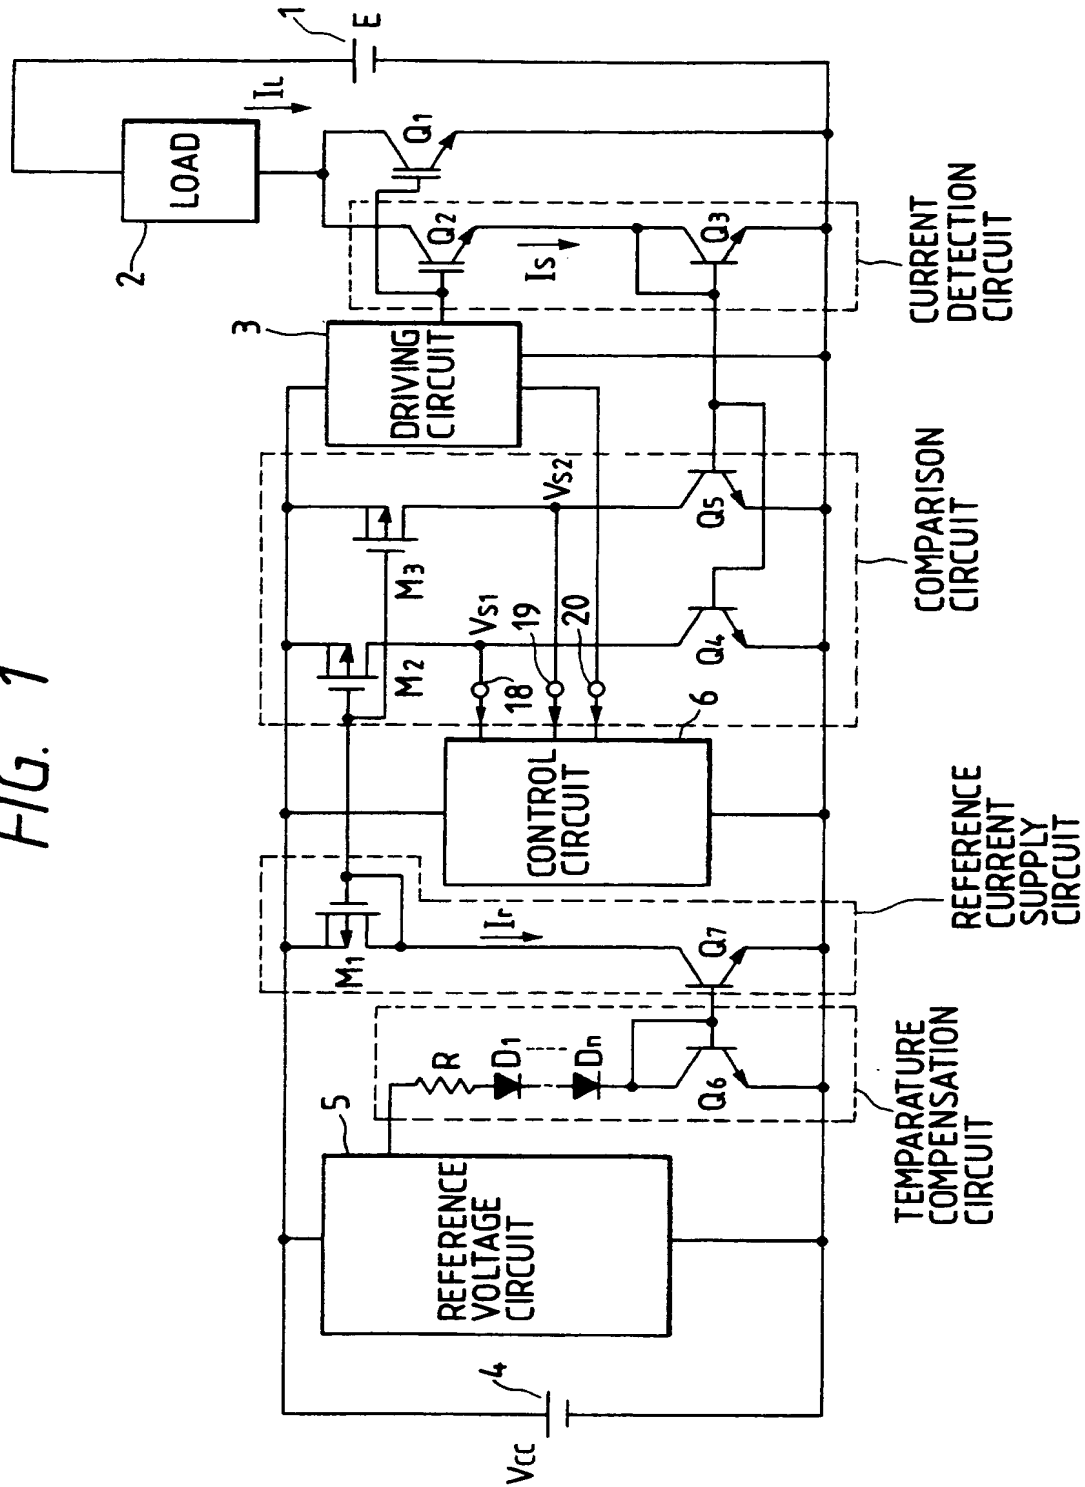 FIG. 1
VCC
4
REFERENCE
VOLTAGE
CIRCUIT
5
R
D1
Dn
Q6
TEMPARATURE
COMPENSATION
CIRCUIT
M1
Ir
Q7
REFERENCE
CURRENT
SUPPLY
CIRCUIT
CONTROL
CIRCUIT
6
M2
M3
VS1
VS2
18
19
20
Q4
Q5
COMPARISON
CIRCUIT
3
DRIVING
CIRCUIT
Q2
IS
Q3
CURRENT
DETECTION
CIRCUIT
2
LOAD
IL
Q1
1
E